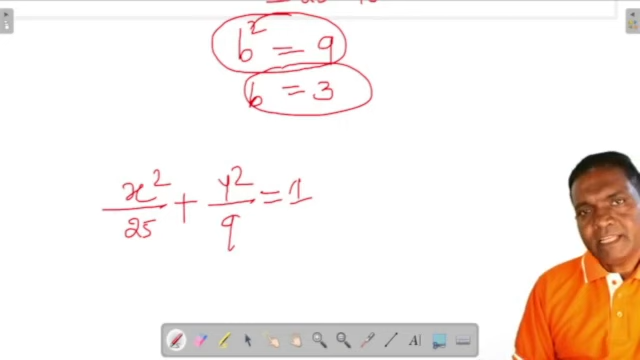 b² = 9
b = 3
x²/25 + y²/9 = 1